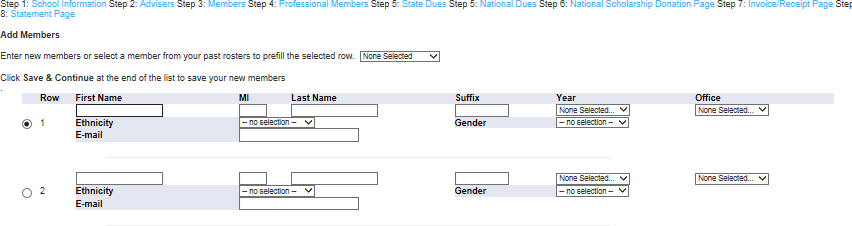 Step 1: School Information Step 2: Advisers Step 3: Members Step 4: Professional Members Step 5: State Dues Step 5: National Dues Step 6: National Scholarship Donation Page Step 7: Invoice/Receipt Page Step
8: Statement Page
Add Members
Enter new members or select a member from your past rosters to prefill the selected row. None Selected
Click Save & Continue at the end of the list to save your new members
Row First Name MI Last Name Suffix Year Office
None Selected... None Selected...
1 Ethnicity -- no selection -- Gender -- no selection --
E-mail
None Selected... None Selected...
2 Ethnicity -- no selection -- Gender -- no selection --
E-mail